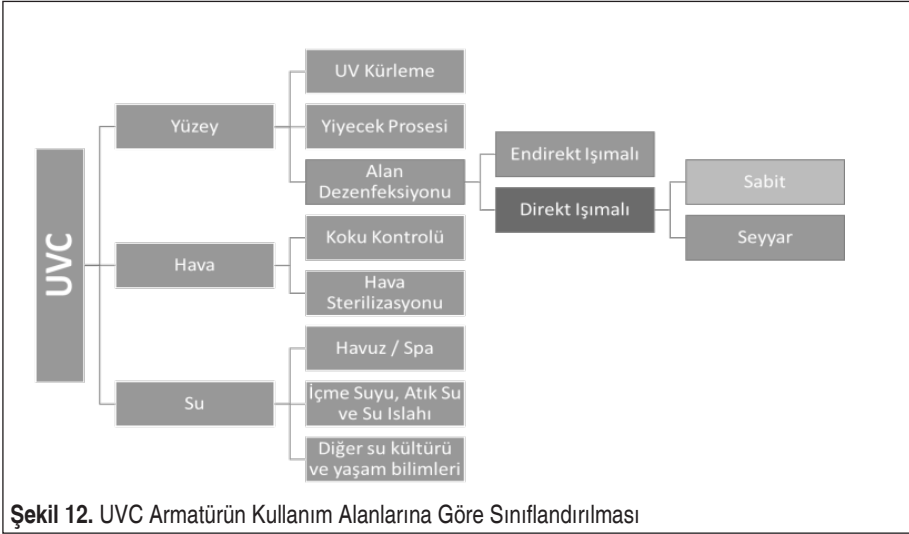 UVC
Yüzey
UV Kürleme
Yiyecek Prosesi
Alan
Dezenfeksiyonu
Endirekt Işımalı
Direkt Işımalı
Sabit
Seyyar
Hava
Koku Kontrolü
Hava
Sterilizasyonu
Su
Havuz / Spa
İçme Suyu, Atık Su
ve Su Islahı
Diğer su kültürü
ve yaşam bilimleri
Şekil 12. UVC Armatürün Kullanım Alanlarına Göre Sınıflandırılması